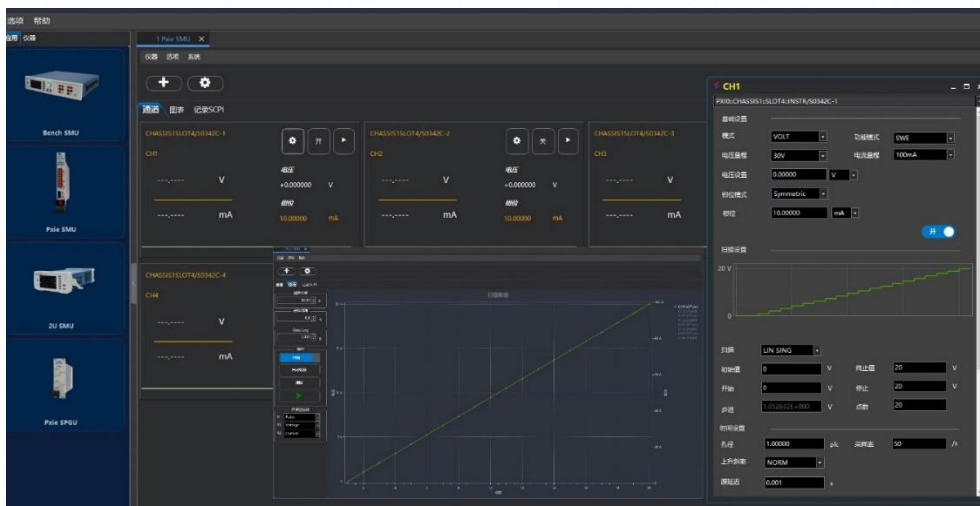 选项 帮助
应用 仪器
1 Pxie SMU X
仪器 选项 系统
通道 图表 记录SCPI
Bench SMU
Pxie SMU
2U SMU
Pxie SPGU
CHASSIS1SLOT4/S0342C-1
CH1
开
---.---- V
---.---- mA
电压
+0.000000 V
钳位
10.00000 mA
CHASSIS1SLOT4/S0342C-2
CH2
关
---.---- V
---.---- mA
电压
+0.000000 V
钳位
10.00000 mA
CHASSIS1SLOT4/S0342C-3
CH3
---.---- V
---.---- mA
CHASSIS1SLOT4/S0342C-4
CH4
---.---- V
---.---- mA
CH1
PXI0::CHASSIS1::SLOT4::INSTR/S0342C-1
基础设置
模式 VOLT 功能模式 SWE
电压量程 30V 电流量程 100mA
电压设置 0.00000 V
钳位模式 Symmetric
钳位 10.00000 mA
开
扫描设置
20 V
0
扫描 LIN SING
初始值 0 V 终止值 20 V
开始 0 V 停止 20 V
步进 1.052632E+000 V 点数 20
时间设置
孔径 1.00000 plc 采样率 50 /s
上升斜率 NORM
源延迟 0.001 s